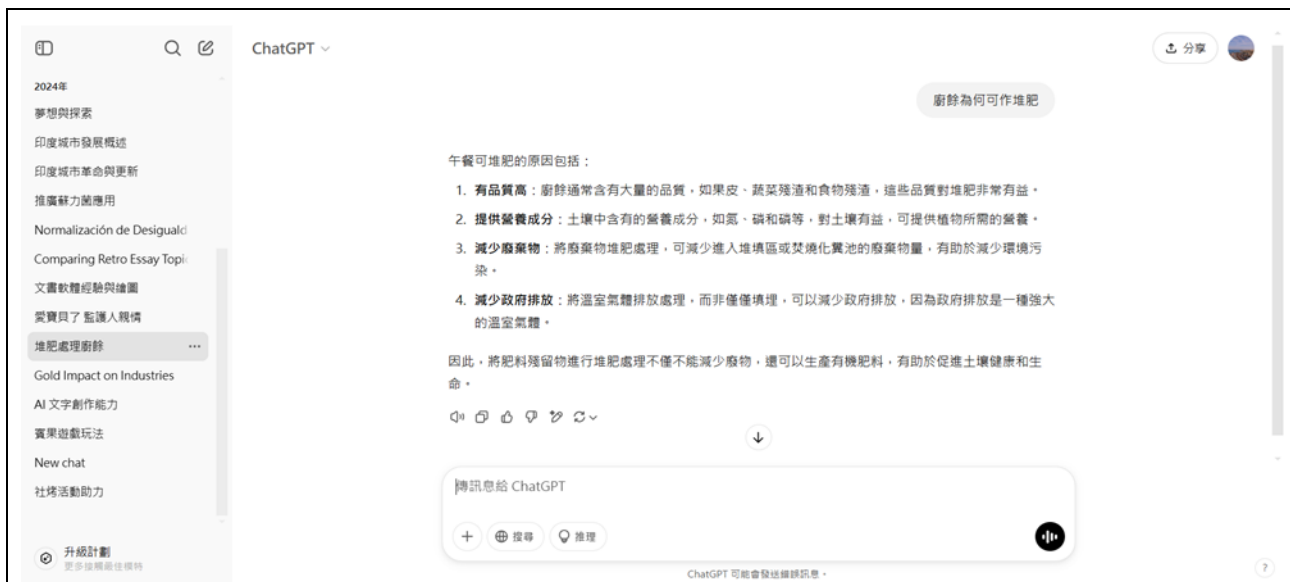 ChatGPT
分享
2024年
夢想與探索
印度城市發展概述
印度城市革命與更新
推廣蘇力菌應用
Normalización de Desiguald
Comparing Retro Essay Topi
文書軟體經驗與繪圖
愛寶貝了 監護人親情
堆肥處理廚餘
Gold Impact on Industries
AI 文字創作能力
賓果遊戲玩法
New chat
社烤活動助力
升級計劃
更多接觸最佳模特
廚餘為何可作堆肥
午餐可堆肥的原因包括：
1. 有品質高：廚餘通常含有大量的品質，如果皮、蔬菜殘渣和食物殘渣，這些品質對堆肥非常有益。
2. 提供營養成分：土壤中含有的營養成分，如氮、磷和磷等，對土壤有益，可提供植物所需的營養。
3. 減少廢棄物：將廢棄物堆肥處理，可減少進入堆填區或焚燒化糞池的廢棄物量，有助於減少環境污
染。
4. 減少政府排放：將溫室氣體排放處理，而非僅僅填埋，可以減少政府排放，因為政府排放是一種強大
的溫室氣體。
因此，將肥料殘留物進行堆肥處理不僅不能減少廢物，還可以生產有機肥料，有助於促進土壤健康和生
命。
傳訊息給 ChatGPT
搜尋
推理
ChatGPT 可能會發送錯誤訊息。
?